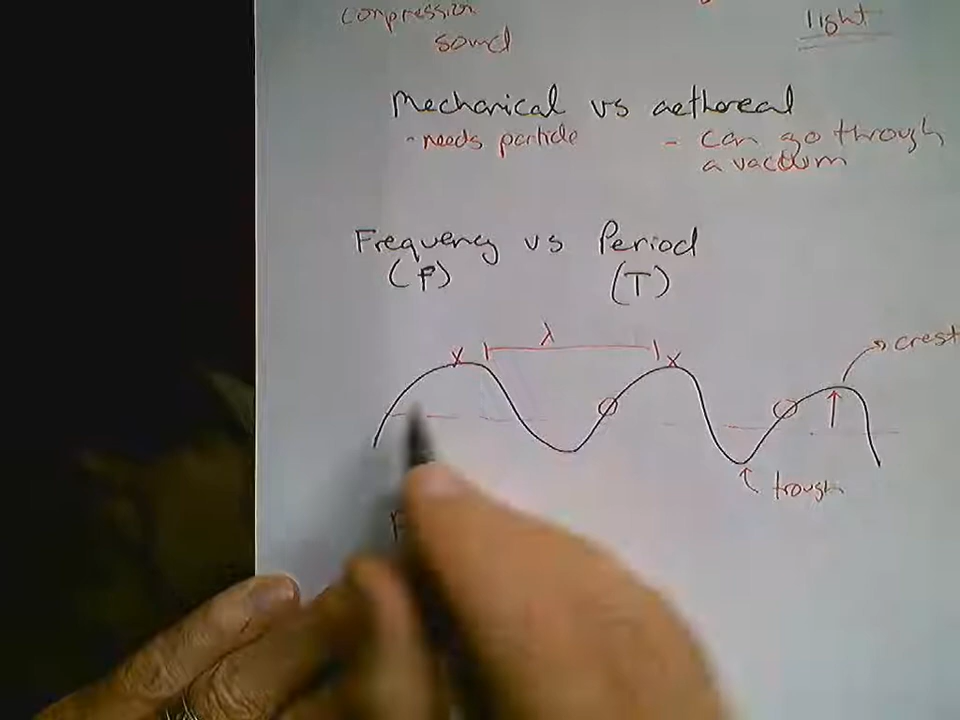 compression
sound
light
Mechanical vs aethereal
- needs particle
- can go through
a vacuum
Frequency vs Period
(F)
(T)
λ
crest
x
x
trough
F